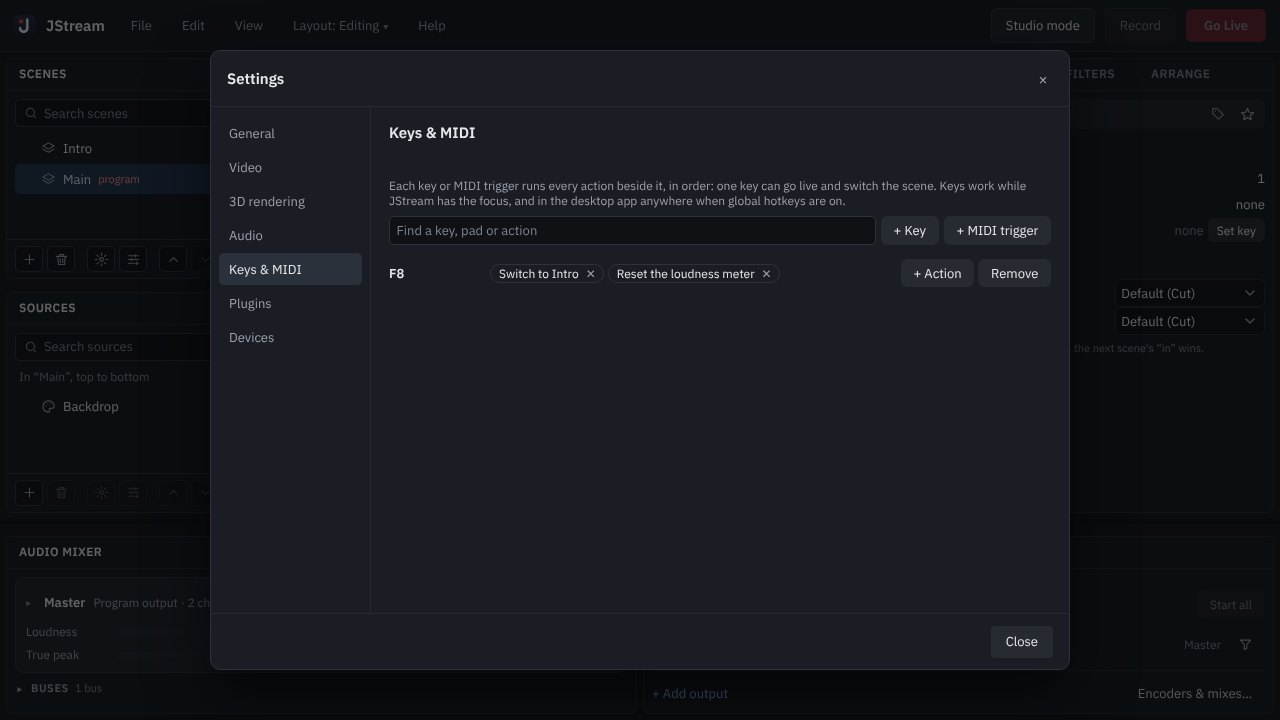 JStream File Edit View Layout: Editing Help Studio mode Record Go Live
SCENES
FILTERS ARRANGE
Search scenes
Intro
Main program
1
none
none Set key
Default (Cut)
Default (Cut)
the next scene's “in” wins.
SOURCES
Search sources
In “Main”, top to bottom
Backdrop
AUDIO MIXER
Master Program output · 2 ch
Loudness
True peak
BUSES 1 bus
Start all
Master
+ Add output
Encoders & mixes...
Settings
×
General
Video
3D rendering
Audio
Keys & MIDI
Plugins
Devices
Keys & MIDI
Each key or MIDI trigger runs every action beside it, in order: one key can go live and switch the scene. Keys work while
JStream has the focus, and in the desktop app anywhere when global hotkeys are on.
Find a key, pad or action + Key + MIDI trigger
F8 Switch to Intro × Reset the loudness meter × + Action Remove
Close